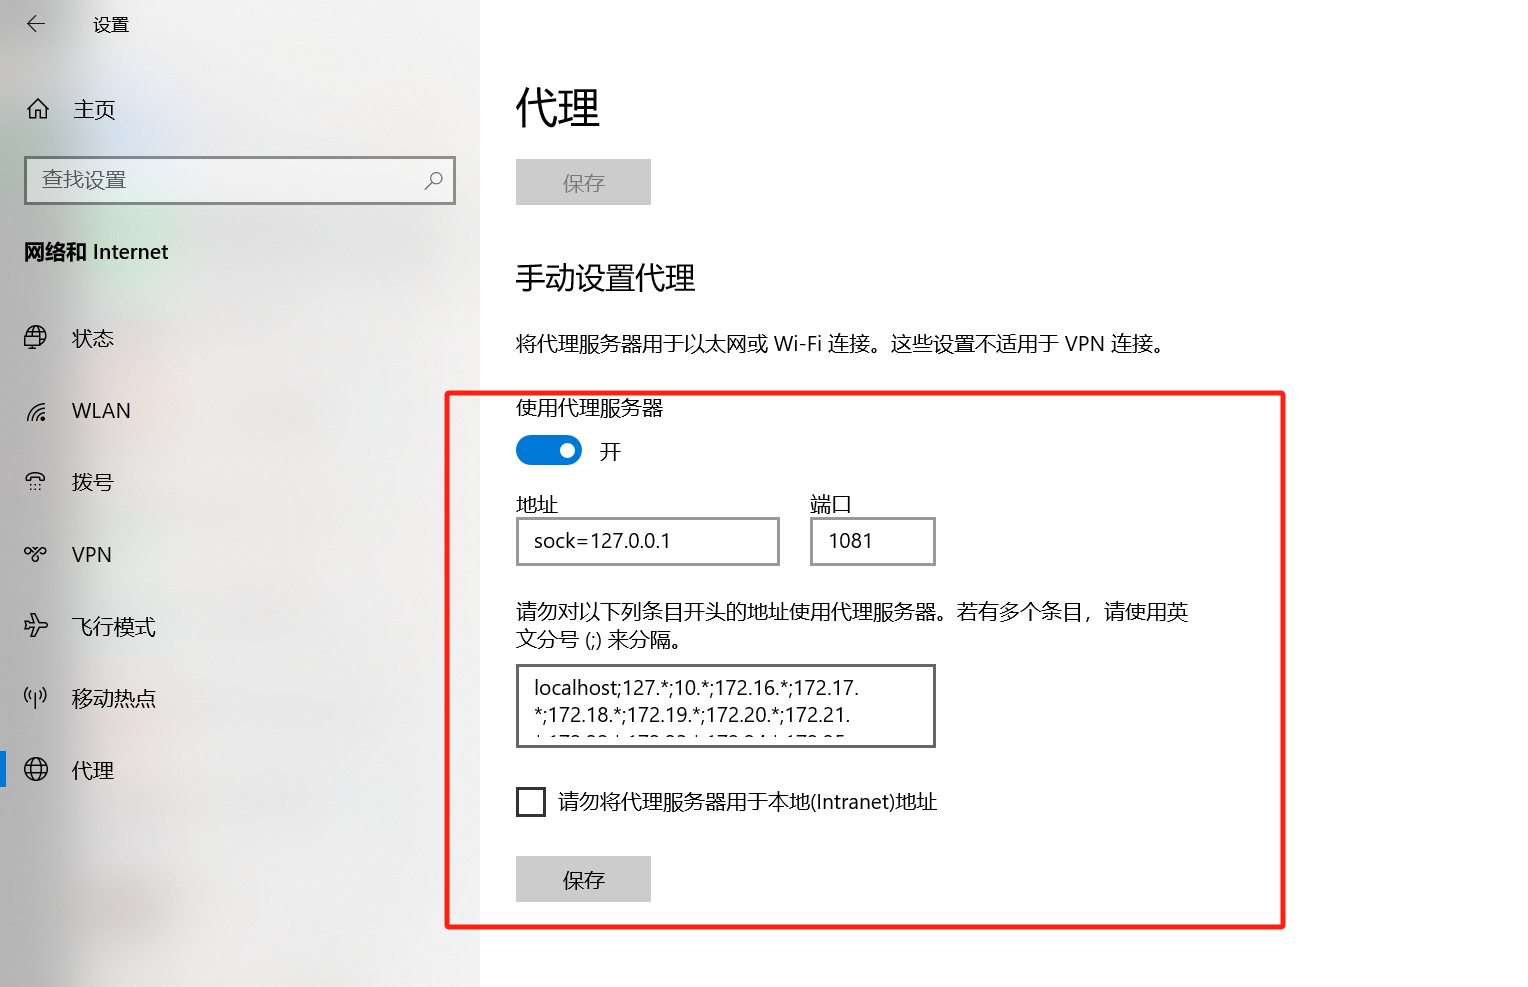 设置
主页
查找设置
网络和 Internet
状态
WLAN
拨号
VPN
飞行模式
移动热点
代理
代理
保存
手动设置代理
将代理服务器用于以太网或 Wi-Fi 连接。这些设置不适用于 VPN 连接。
使用代理服务器
开
地址 端口
sock=127.0.0.1 1081
请勿对以下列条目开头的地址使用代理服务器。若有多个条目，请使用英
文分号 (;) 来分隔。
localhost;127.*;10.*;172.16.*;172.17.
*;172.18.*;172.19.*;172.20.*;172.21.
请勿将代理服务器用于本地(Intranet)地址
保存